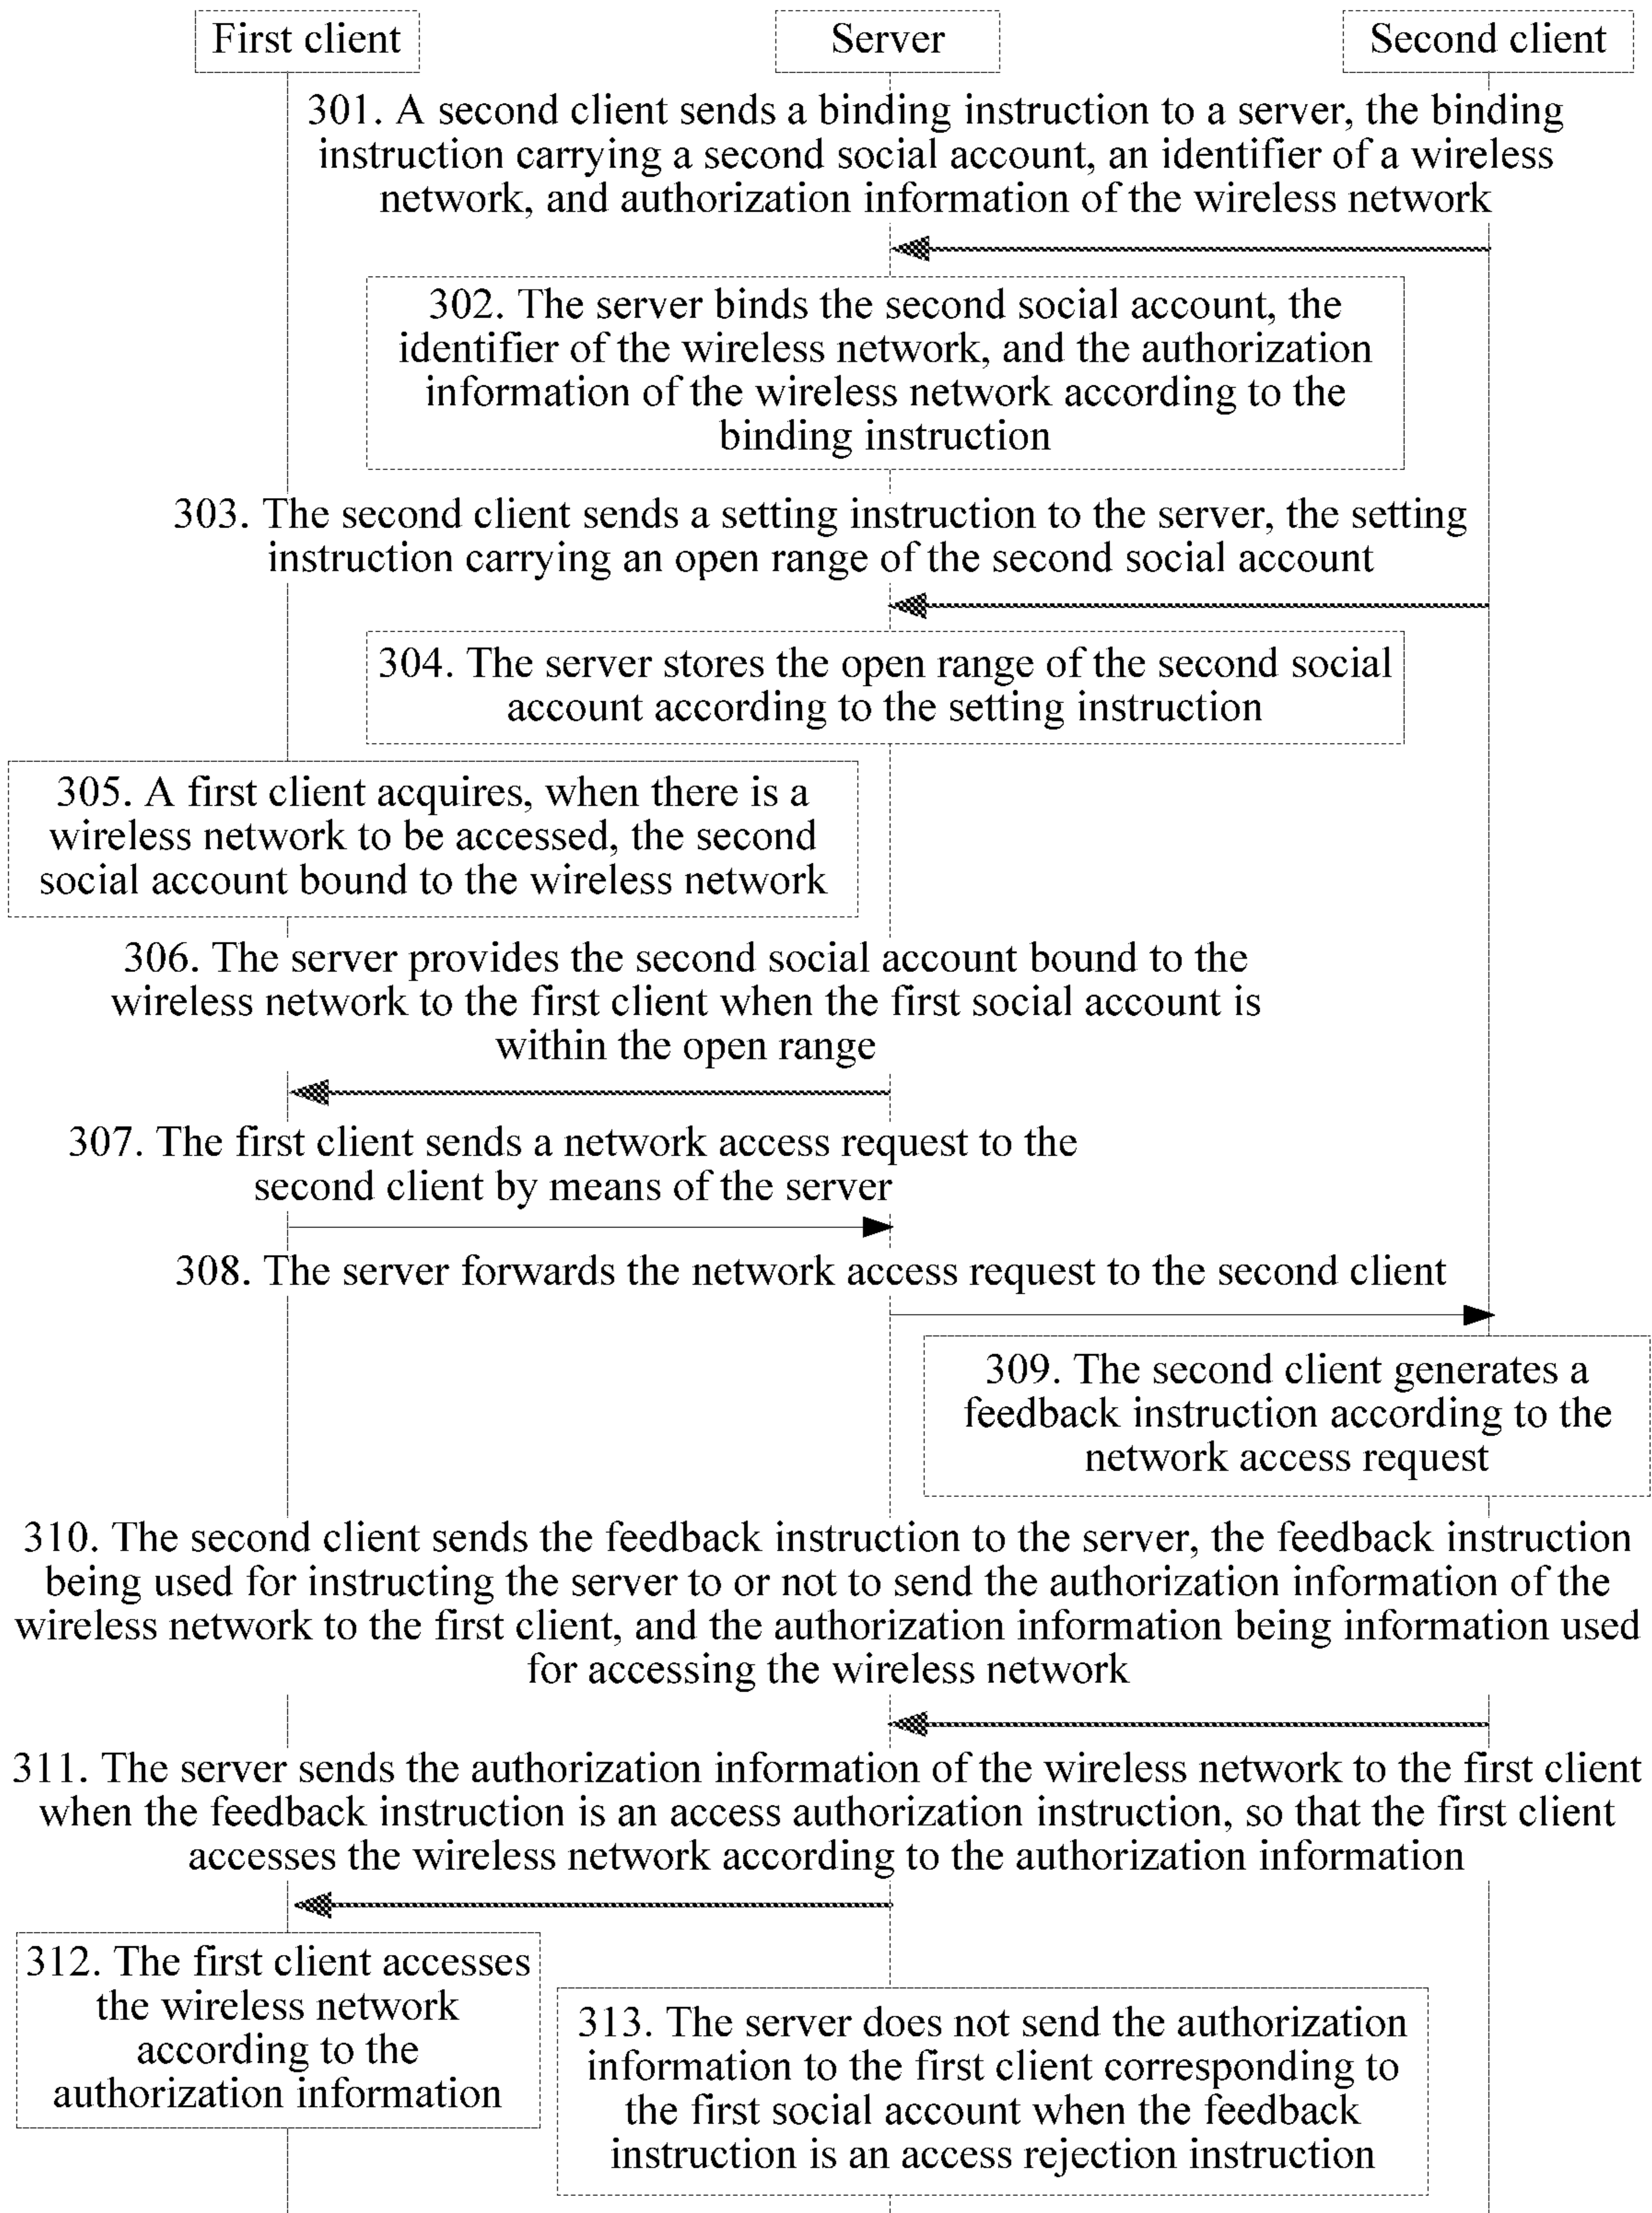 First client
Server
Second client
301. A second client sends a binding instruction to a server, the binding
instruction carrying a second social account, an identifier of a wireless
network, and authorization information of the wireless network
302. The server binds the second social account, the
identifier of the wireless network, and the authorization
information of the wireless network according to the
binding instruction
303. The second client sends a setting instruction to the server, the setting
instruction carrying an open range of the second social account
304. The server stores the open range of the second social
account according to the setting instruction
305. A first client acquires, when there is a
wireless network to be accessed, the second
social account bound to the wireless network
306. The server provides the second social account bound to the
wireless network to the first client when the first social account is
within the open range
307. The first client sends a network access request to the
second client by means of the server
308. The server forwards the network access request to the second client
309. The second client generates a
feedback instruction according to the
network access request
310. The second client sends the feedback instruction to the server, the feedback instruction
being used for instructing the server to or not to send the authorization information of the
wireless network to the first client, and the authorization information being information used
for accessing the wireless network
311. The server sends the authorization information of the wireless network to the first client
when the feedback instruction is an access authorization instruction, so that the first client
accesses the wireless network according to the authorization information
312. The first client accesses
the wireless network
according to the
authorization information
313. The server does not send the authorization
information to the first client corresponding to
the first social account when the feedback
instruction is an access rejection instruction